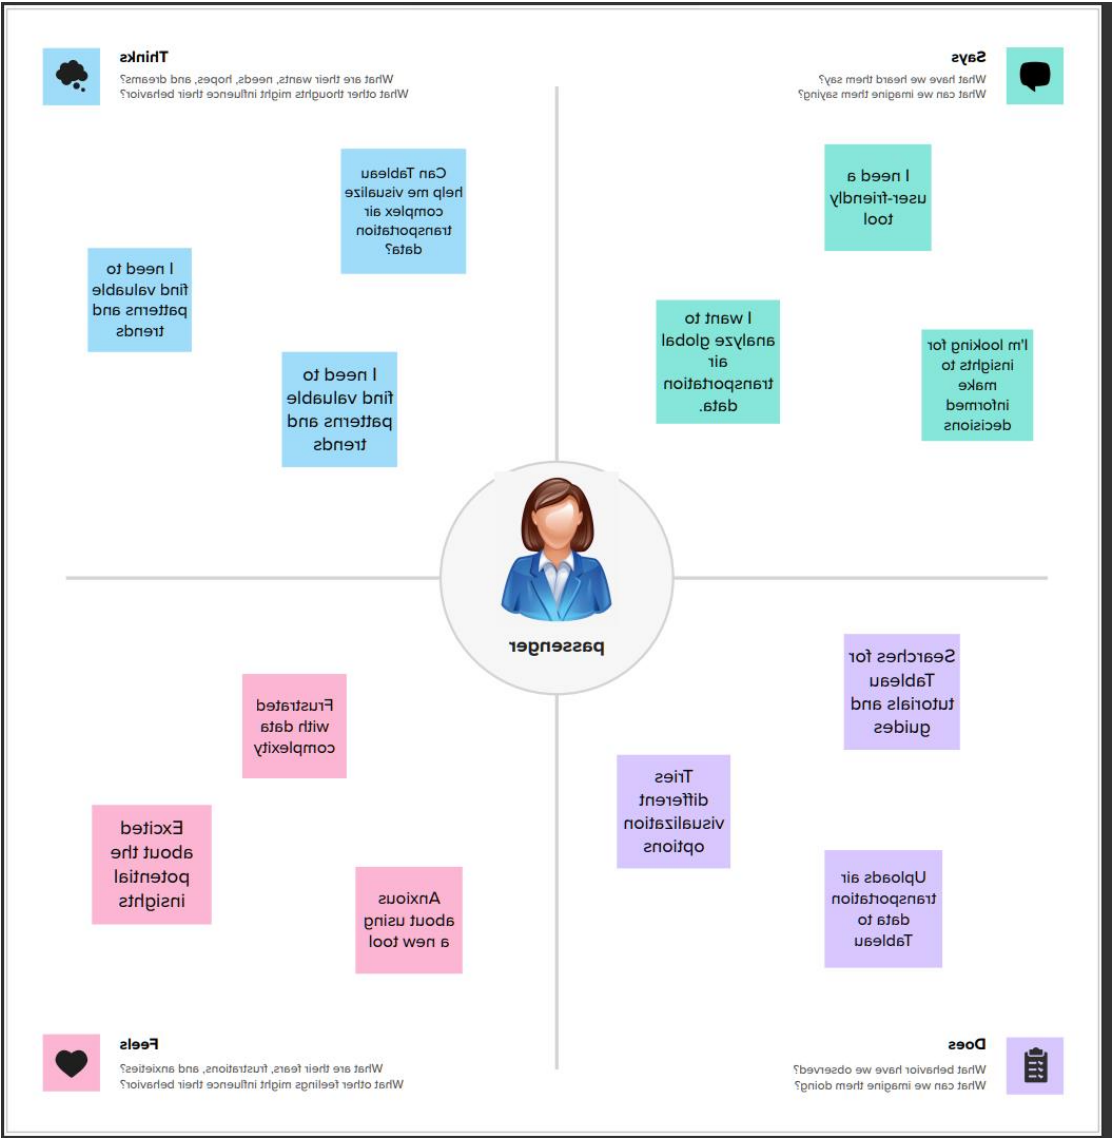 Says
What have we heard them say?
What can we imagine them saying?
I need a
user-friendly
tool
I want to
analyze global
air
transportation
data.
I'm looking for
insights to
make
informed
decisions
Thinks
What are their wants, needs, hopes, and dreams?
What other thoughts might influence their behavior?
Can Tableau
help me visualize
complex air
transportation
data?
I need to
find valuable
patterns and
trends
I need to
find valuable
patterns and
trends
passenger
Searches for
Tableau
tutorials and
guides
Tries
different
visualization
options
Uploads air
transportation
data to
Tableau
Does
What behavior have we observed?
What can we imagine them doing?
Frustrated
with data
complexity
Excited
about the
potential
insights
Anxious
about using
a new tool
Feels
What are their fears, frustrations, and anxieties?
What other feelings might influence their behavior?